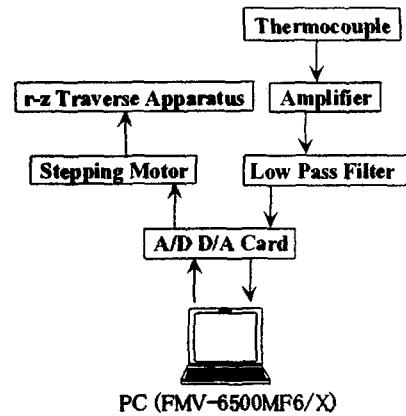 Thermocouple
r-z Traverse Apparatus
Amplifier
Stepping Motor
Low Pass Filter
A/D D/A Card
PC (FMV-6500MF6/X)